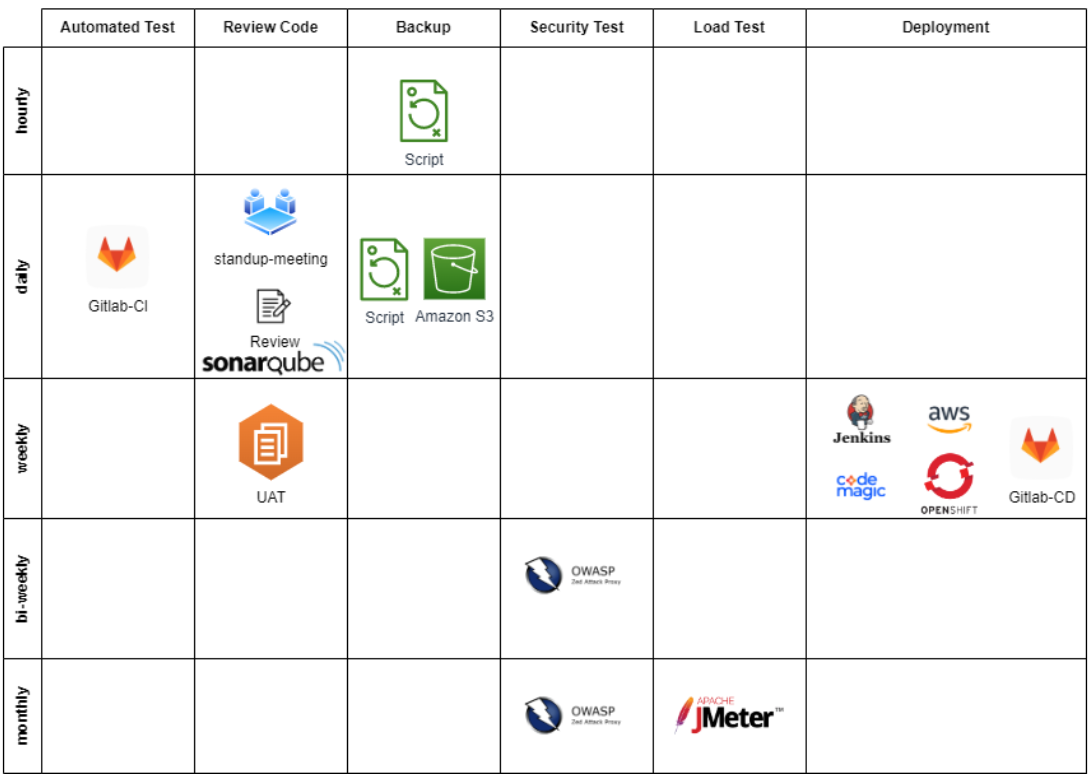 Automated Test
Review Code
Backup
Security Test
Load Test
Deployment
hourly
Script
daily
Gitlab-CI
standup-meeting
Review
sonarqube
Script
Amazon S3
weekly
UAT
Jenkins
aws
code
magic
OPENSHIFT
Gitlab-CD
bi-weekly
OWASP
Zed Attack Proxy
monthly
OWASP
Zed Attack Proxy
APACHE
JMeter™